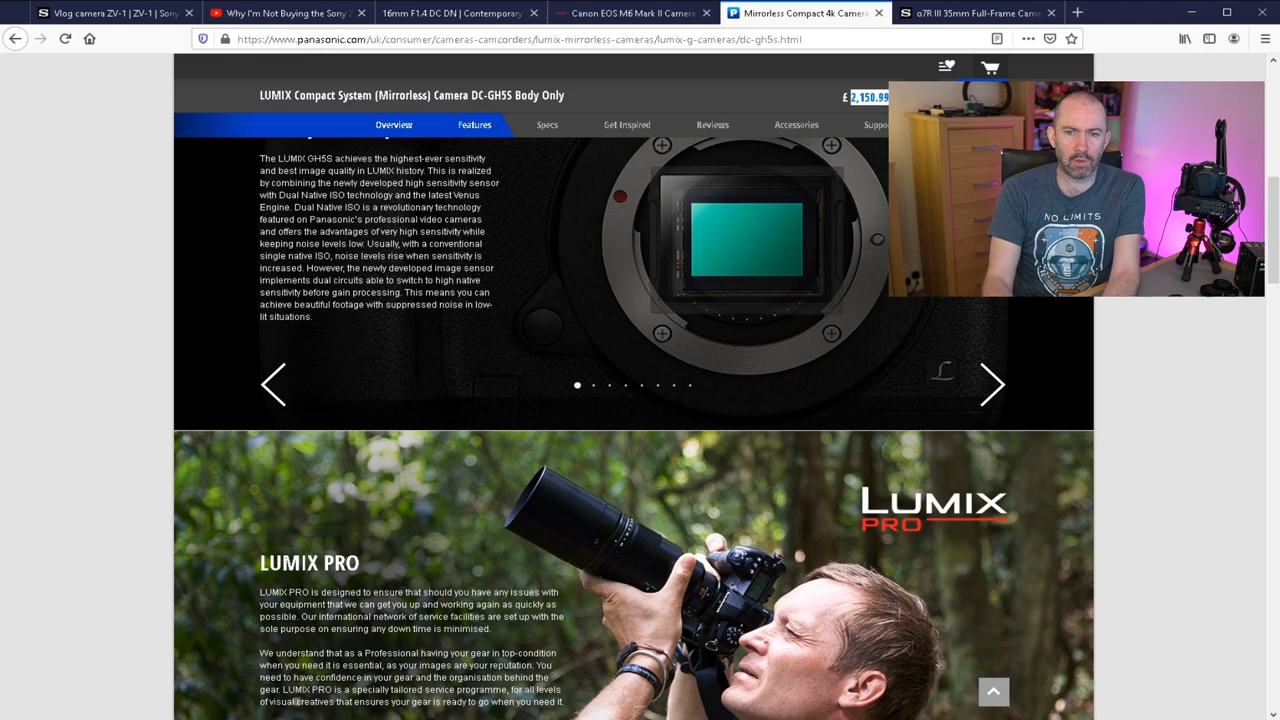 Vlog camera ZV-1 | ZV-1 | Sony
Why I'm Not Buying the Sony Z
16mm F1.4 DC DN | Contemporary
Canon EOS M6 Mark II Camera
Mirrorless Compact 4k Camera
α7R III 35mm Full-Frame Came
https://www.panasonic.com/uk/consumer/cameras-camcorders/lumix-mirrorless-cameras/lumix-g-cameras/dc-gh5s.html
LUMIX Compact System (Mirrorless) Camera DC-GH5S Body Only
£ 2,150.99
Overview
Features
Specs
Get Inspired
Reviews
Accessories
Suppo
The LUMIX GH5S achieves the highest-ever sensitivity
and best image quality in LUMIX history. This is realized
by combining the newly developed high sensitivity sensor
with Dual Native ISO technology and the latest Venus
Engine. Dual Native ISO is a revolutionary technology
featured on Panasonic's professional video cameras
and offers the advantages of very high sensitivity while
keeping noise levels low. Usually, with a conventional
single native ISO, noise levels rise when sensitivity is
increased. However, the newly developed image sensor
implements dual circuits able to switch to high native
sensitivity before gain processing. This means you can
achieve beautiful footage with suppressed noise in low-
lit situations.
NO LIMITS
L
LUMIX
PRO
LUMIX PRO
LUMIX PRO is designed to ensure that should you have any issues with
your equipment that we can get you up and working again as quickly as
possible. Our international network of service facilities are set up with the
sole purpose on ensuring any down time is minimised.
We understand that as a Professional having your gear in top-condition
when you need it is essential, as your images are your reputation. You
need to have confidence in your gear and the organisation behind the
gear. LUMIX PRO is a specially tailored service programme, for all levels
of visual creatives that ensures your gear is ready to go when you need it.